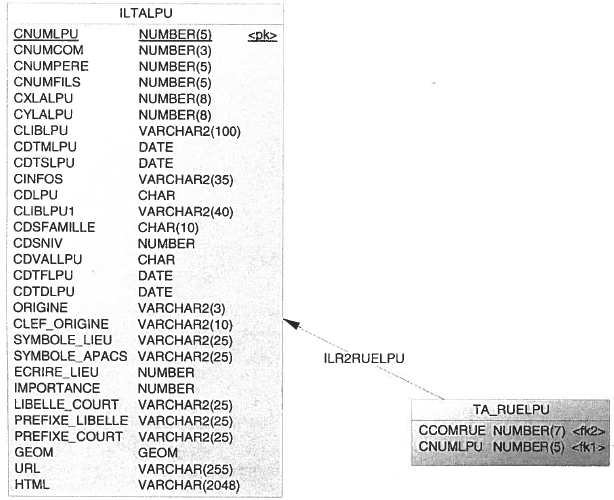 ILTALPU
CNUMLPU NUMBER(5) <pk>
CNUMCOM NUMBER(3)
CNUMPERE NUMBER(5)
CNUMFILS NUMBER(5)
CXLALPU NUMBER(8)
CYLALPU NUMBER(8)
CLIBLPU VARCHAR2(100)
CDTMLPU DATE
CDTSLPU DATE
CINFOS VARCHAR2(35)
CDLPU CHAR
CLIBLPU1 VARCHAR2(40)
CDSFAMILLE CHAR(10)
CDSNIV NUMBER
CDVALLPU CHAR
CDTFLPU DATE
CDTDLPU DATE
ORIGINE VARCHAR2(3)
CLEF_ORIGINE VARCHAR2(10)
SYMBOLE_LIEU VARCHAR2(25)
SYMBOLE_APACS VARCHAR2(25)
ECRIRE_LIEU NUMBER
IMPORTANCE NUMBER
LIBELLE_COURT VARCHAR2(25)
PREFIXE_LIBELLE VARCHAR2(25)
PREFIXE_COURT VARCHAR2(25)
GEOM GEOM
URL VARCHAR(255)
HTML VARCHAR(2048)
ILR2RUELPU
TA_RUELPU
CCOMRUE NUMBER(7) <fk2>
CNUMLPU NUMBER(5) <fk1>